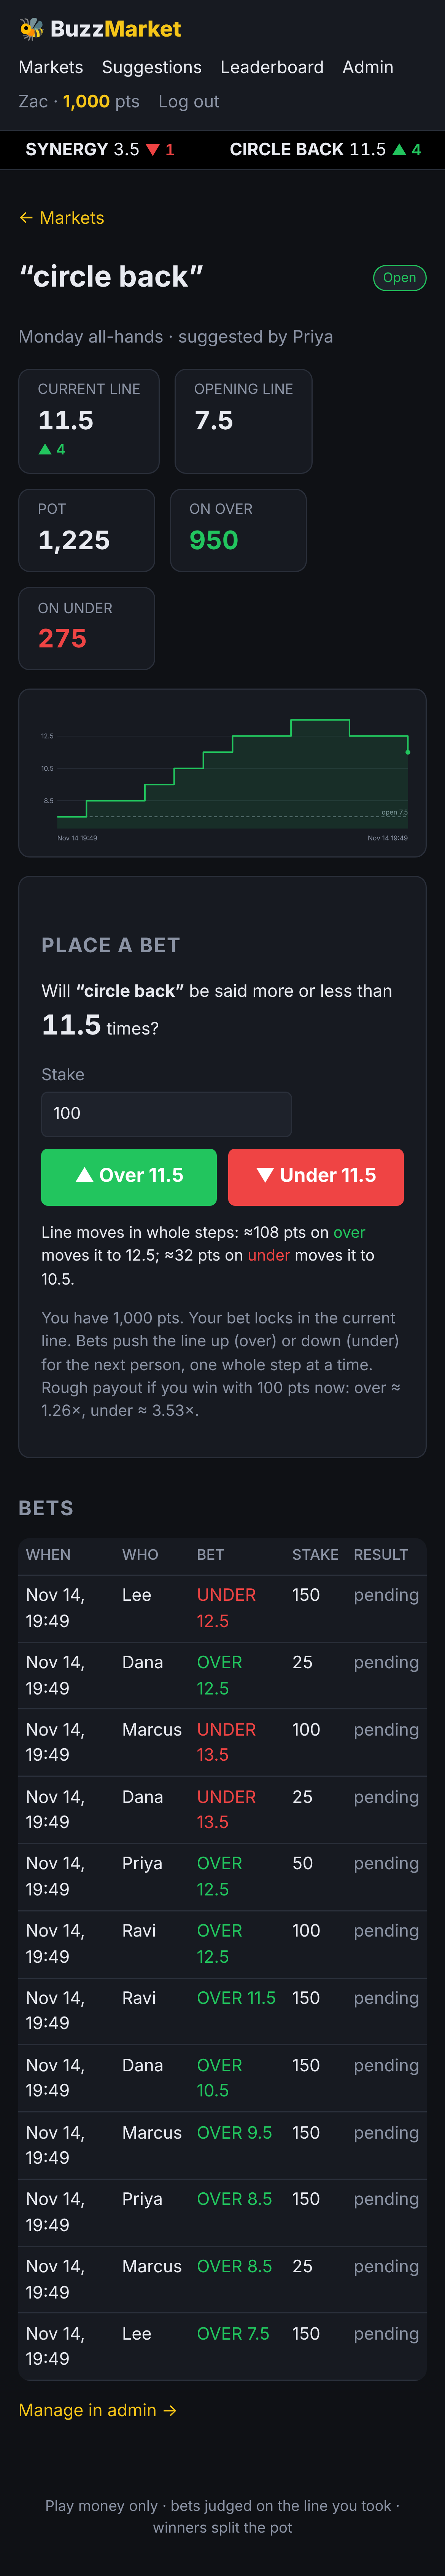 🐝 BuzzMarket
Markets Suggestions Leaderboard Admin
Zac · 1,000 pts Log out
SYNERGY 3.5 ▼ 1 CIRCLE BACK 11.5 ▲ 4
← Markets
“circle back” Open
Monday all-hands · suggested by Priya
CURRENT LINE OPENING LINE
11.5 7.5
▲ 4
POT ON OVER
1,225 950
ON UNDER
275
12.5
10.5
8.5
open 7.5
Nov 14 19:49 Nov 14 19:49
PLACE A BET
Will “circle back” be said more or less than
11.5 times?
Stake
100
▲ Over 11.5 ▼ Under 11.5
Line moves in whole steps: ≈108 pts on over
moves it to 12.5; ≈32 pts on under moves it to
10.5.
You have 1,000 pts. Your bet locks in the current
line. Bets push the line up (over) or down (under)
for the next person, one whole step at a time.
Rough payout if you win with 100 pts now: over ≈
1.26×, under ≈ 3.53×.
BETS
WHEN WHO BET STAKE RESULT
Nov 14, Lee UNDER 150 pending
19:49 12.5
Nov 14, Dana OVER 25 pending
19:49 12.5
Nov 14, Marcus UNDER 100 pending
19:49 13.5
Nov 14, Dana UNDER 25 pending
19:49 13.5
Nov 14, Priya OVER 50 pending
19:49 12.5
Nov 14, Ravi OVER 100 pending
19:49 12.5
Nov 14, Ravi OVER 11.5 150 pending
19:49
Nov 14, Dana OVER 150 pending
19:49 10.5
Nov 14, Marcus OVER 9.5 150 pending
19:49
Nov 14, Priya OVER 8.5 150 pending
19:49
Nov 14, Marcus OVER 8.5 25 pending
19:49
Nov 14, Lee OVER 7.5 150 pending
19:49
Manage in admin →
Play money only · bets judged on the line you took ·
winners split the pot